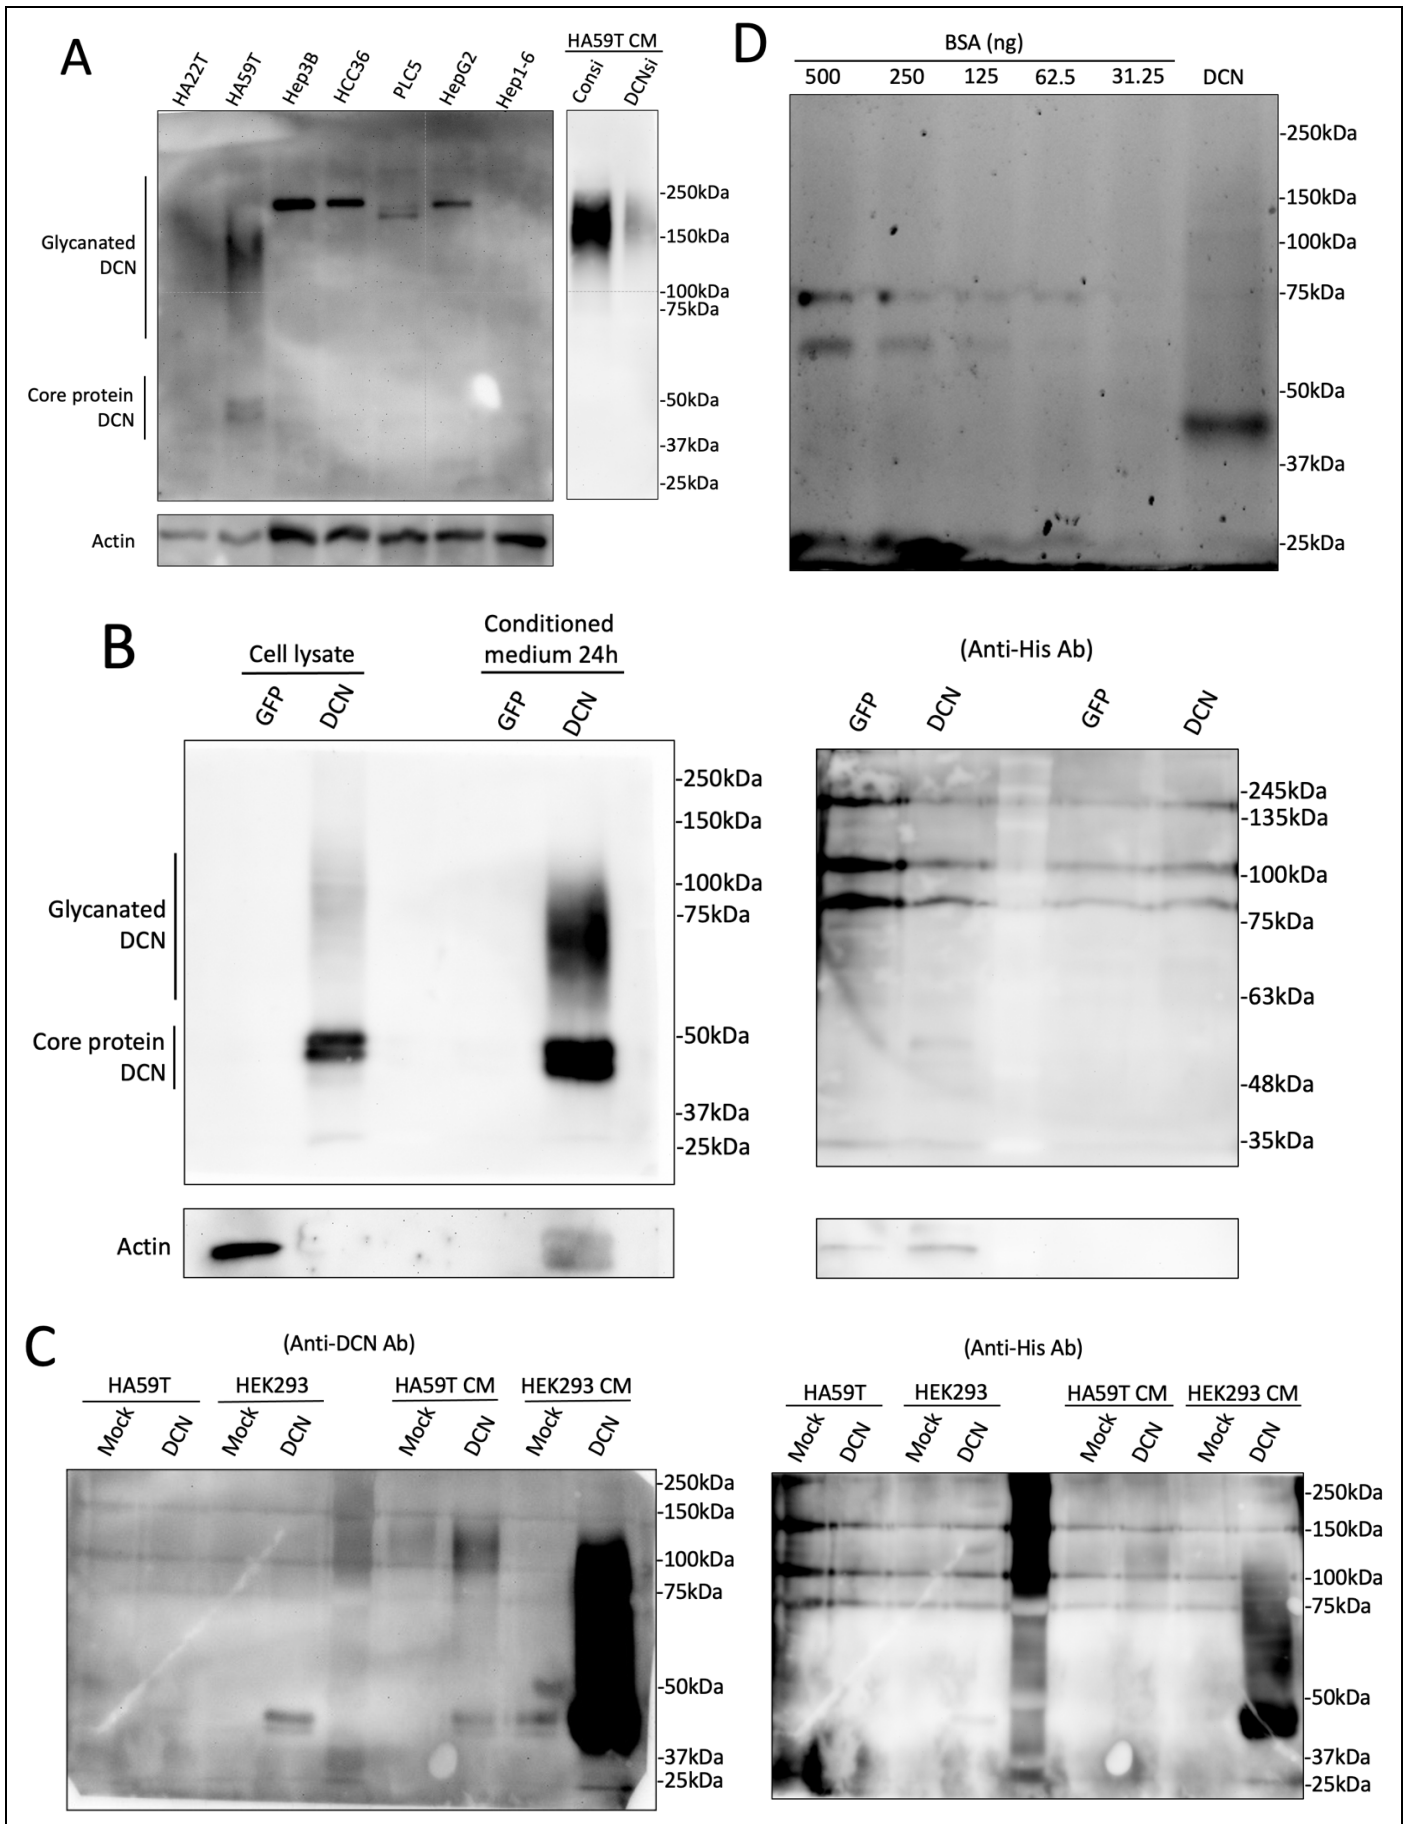 A
HA22T
HA59T
Hep3B
HCC36
PLC5
HepG2
Hep1-6
HA59T CM
Consi
DCNsi
Glycanated
DCN
Core protein
DCN
-250kDa
-150kDa
-100kDa
-75kDa
-50kDa
-37kDa
-25kDa
Actin
D
BSA (ng)
500 250 125 62.5 31.25 DCN
-250kDa
-150kDa
-100kDa
-75kDa
-50kDa
-37kDa
-25kDa
B
Cell lysate
Conditioned
medium 24h
GFP
DCN
GFP
DCN
Glycanated
DCN
Core protein
DCN
-250kDa
-150kDa
-100kDa
-75kDa
-50kDa
-37kDa
-25kDa
Actin
(Anti-His Ab)
GFP
DCN
GFP
DCN
-245kDa
-135kDa
-100kDa
-75kDa
-63kDa
-48kDa
-35kDa
C
(Anti-DCN Ab)
HA59T HEK293 HA59T CM HEK293 CM
Mock
DCN
Mock
DCN
Mock
DCN
Mock
DCN
-250kDa
-150kDa
-100kDa
-75kDa
-50kDa
-37kDa
-25kDa
(Anti-His Ab)
HA59T HEK293 HA59T CM HEK293 CM
Mock
DCN
Mock
DCN
Mock
DCN
Mock
DCN
-250kDa
-150kDa
-100kDa
-75kDa
-50kDa
-37kDa
-25kDa